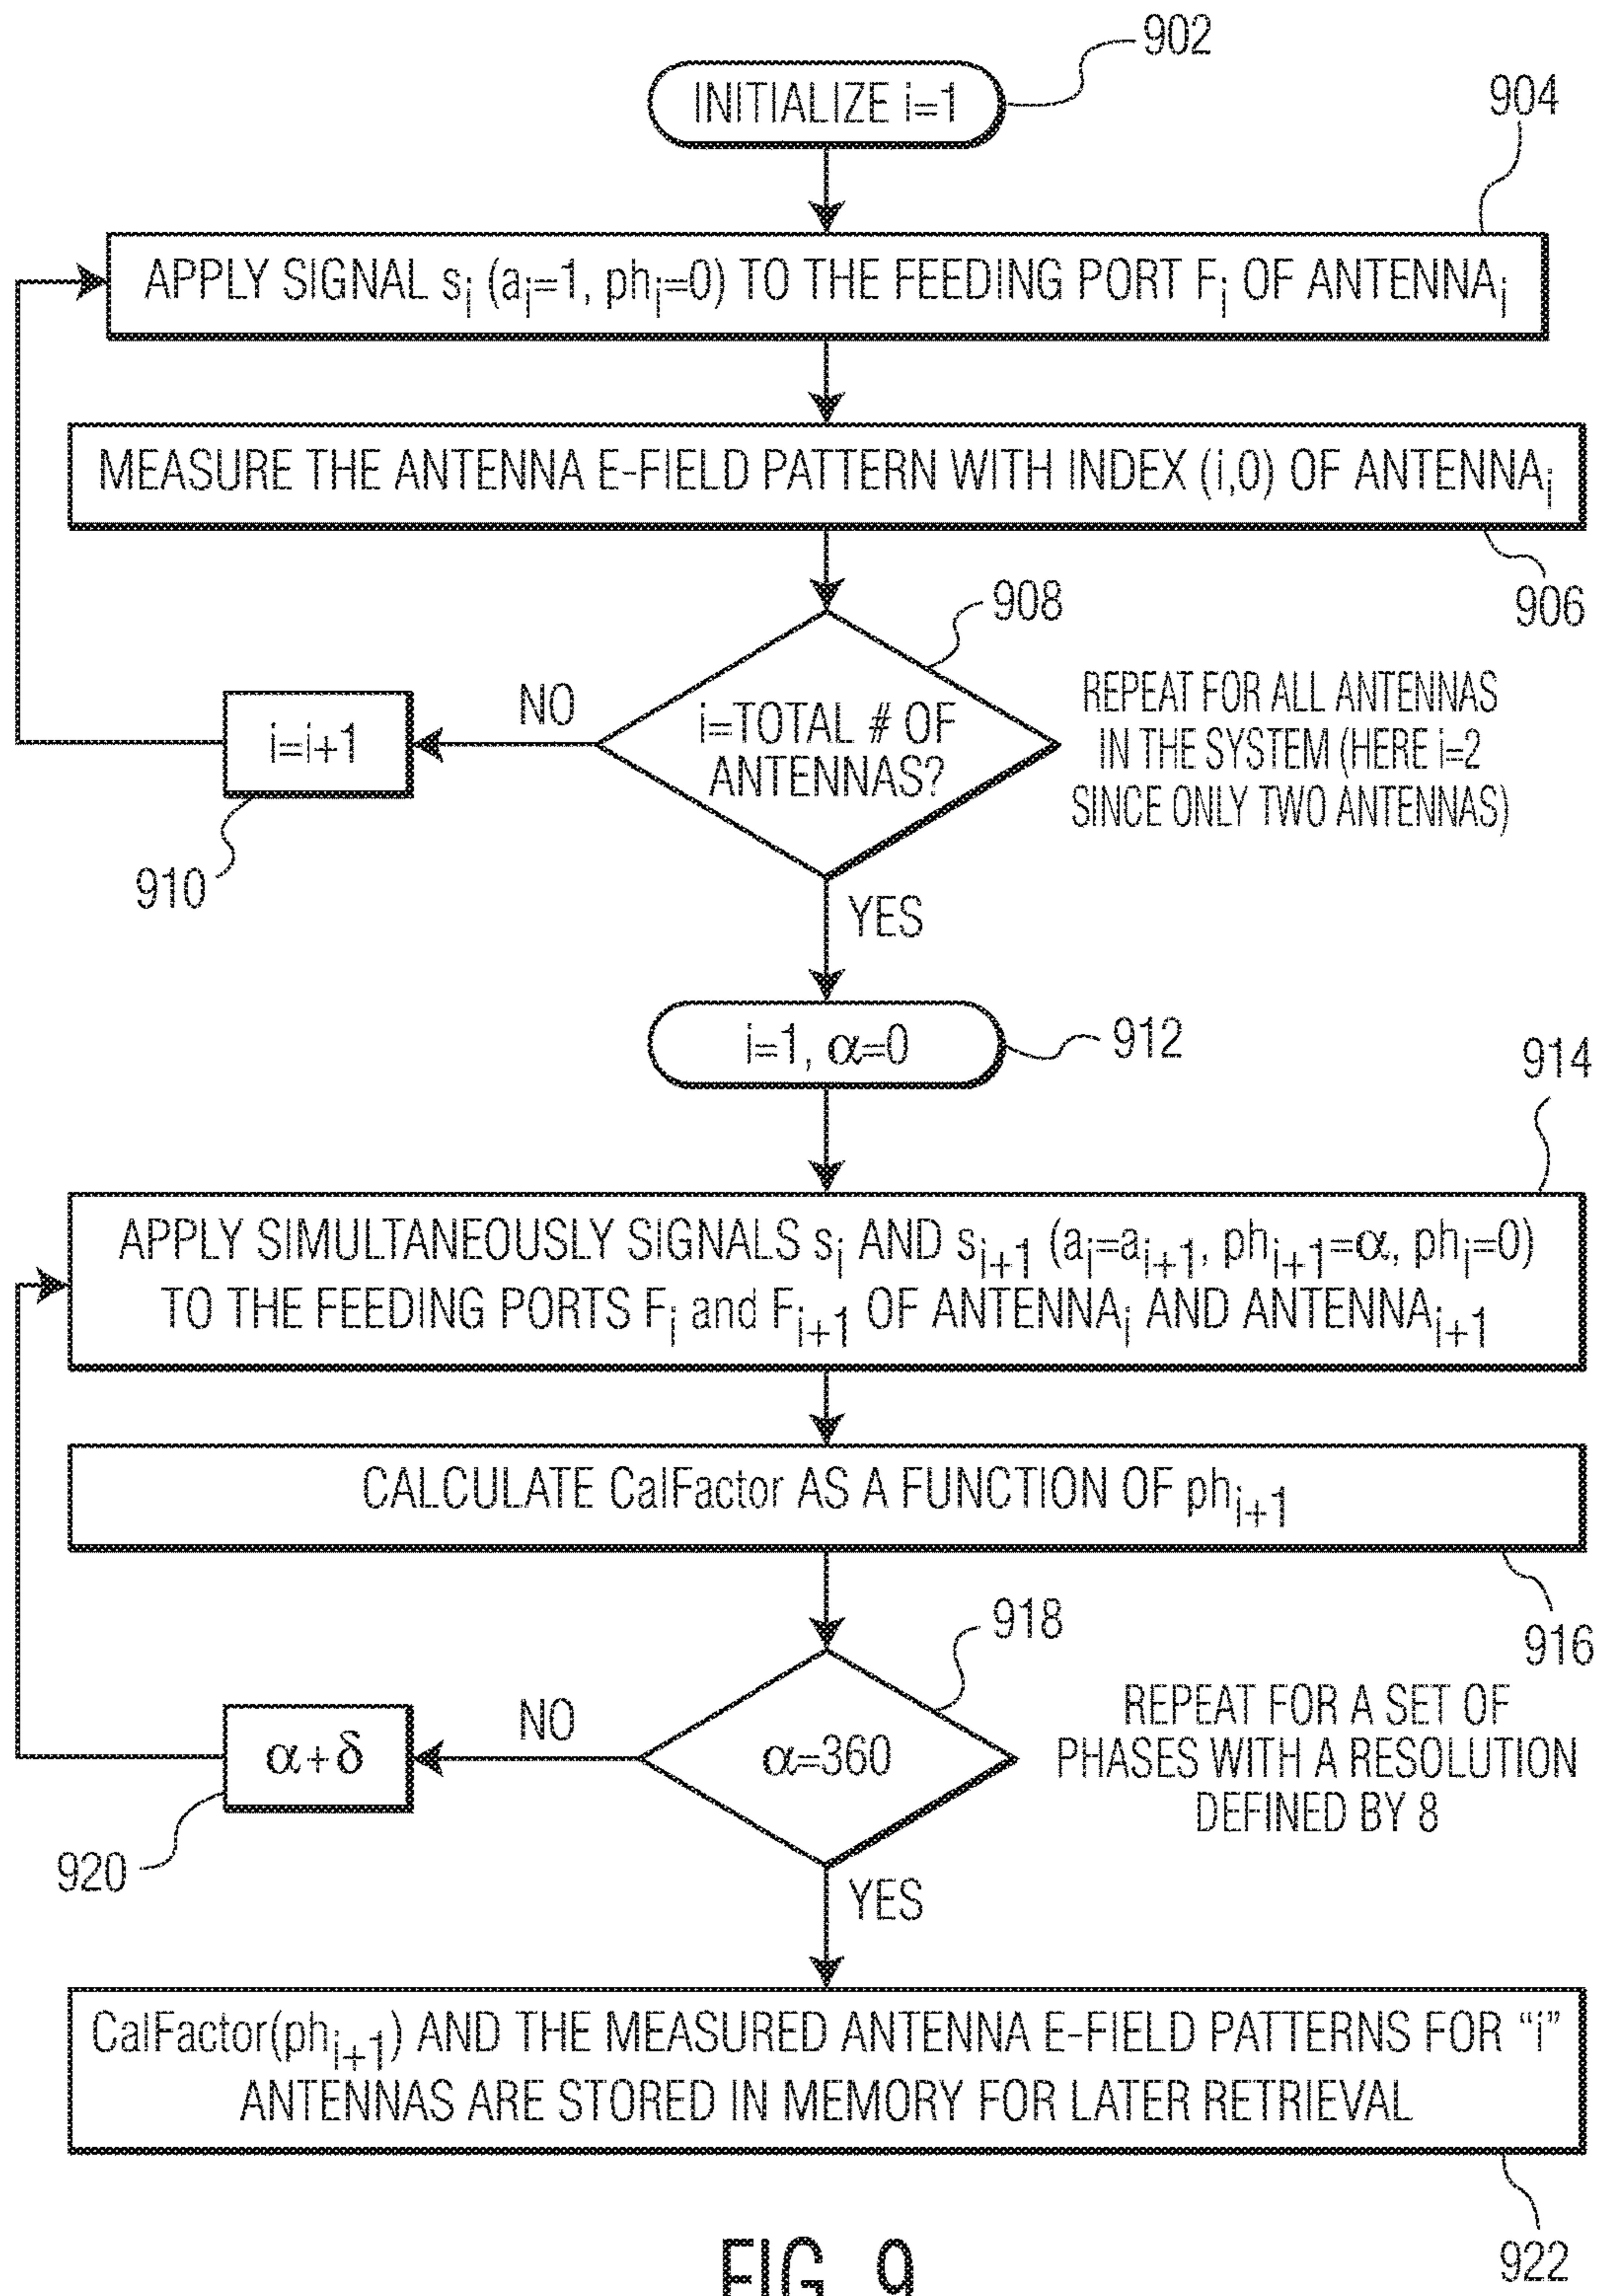 902
INITIALIZE i=1
904
APPLY SIGNAL sᵢ (aᵢ=1, phᵢ=0) TO THE FEEDING PORT Fᵢ OF ANTENNAᵢ
MEASURE THE ANTENNA E-FIELD PATTERN WITH INDEX (i,0) OF ANTENNAᵢ
906
908
i=TOTAL # OF
ANTENNAS?
NO
i=i+1
910
REPEAT FOR ALL ANTENNAS
IN THE SYSTEM (HERE i=2
SINCE ONLY TWO ANTENNAS)
YES
i=1, α=0
912
914
APPLY SIMULTANEOUSLY SIGNALS sᵢ AND sᵢ₊₁ (aᵢ=aᵢ₊₁, phᵢ₊₁=α, phᵢ=0)
TO THE FEEDING PORTS Fᵢ and Fᵢ₊₁ OF ANTENNAᵢ AND ANTENNAᵢ₊₁
CALCULATE CalFactor AS A FUNCTION OF phᵢ₊₁
916
918
α=360
NO
α+δ
920
REPEAT FOR A SET OF
PHASES WITH A RESOLUTION
DEFINED BY 8
YES
CalFactor(phᵢ₊₁) AND THE MEASURED ANTENNA E-FIELD PATTERNS FOR “i”
ANTENNAS ARE STORED IN MEMORY FOR LATER RETRIEVAL
922
FIG. 9